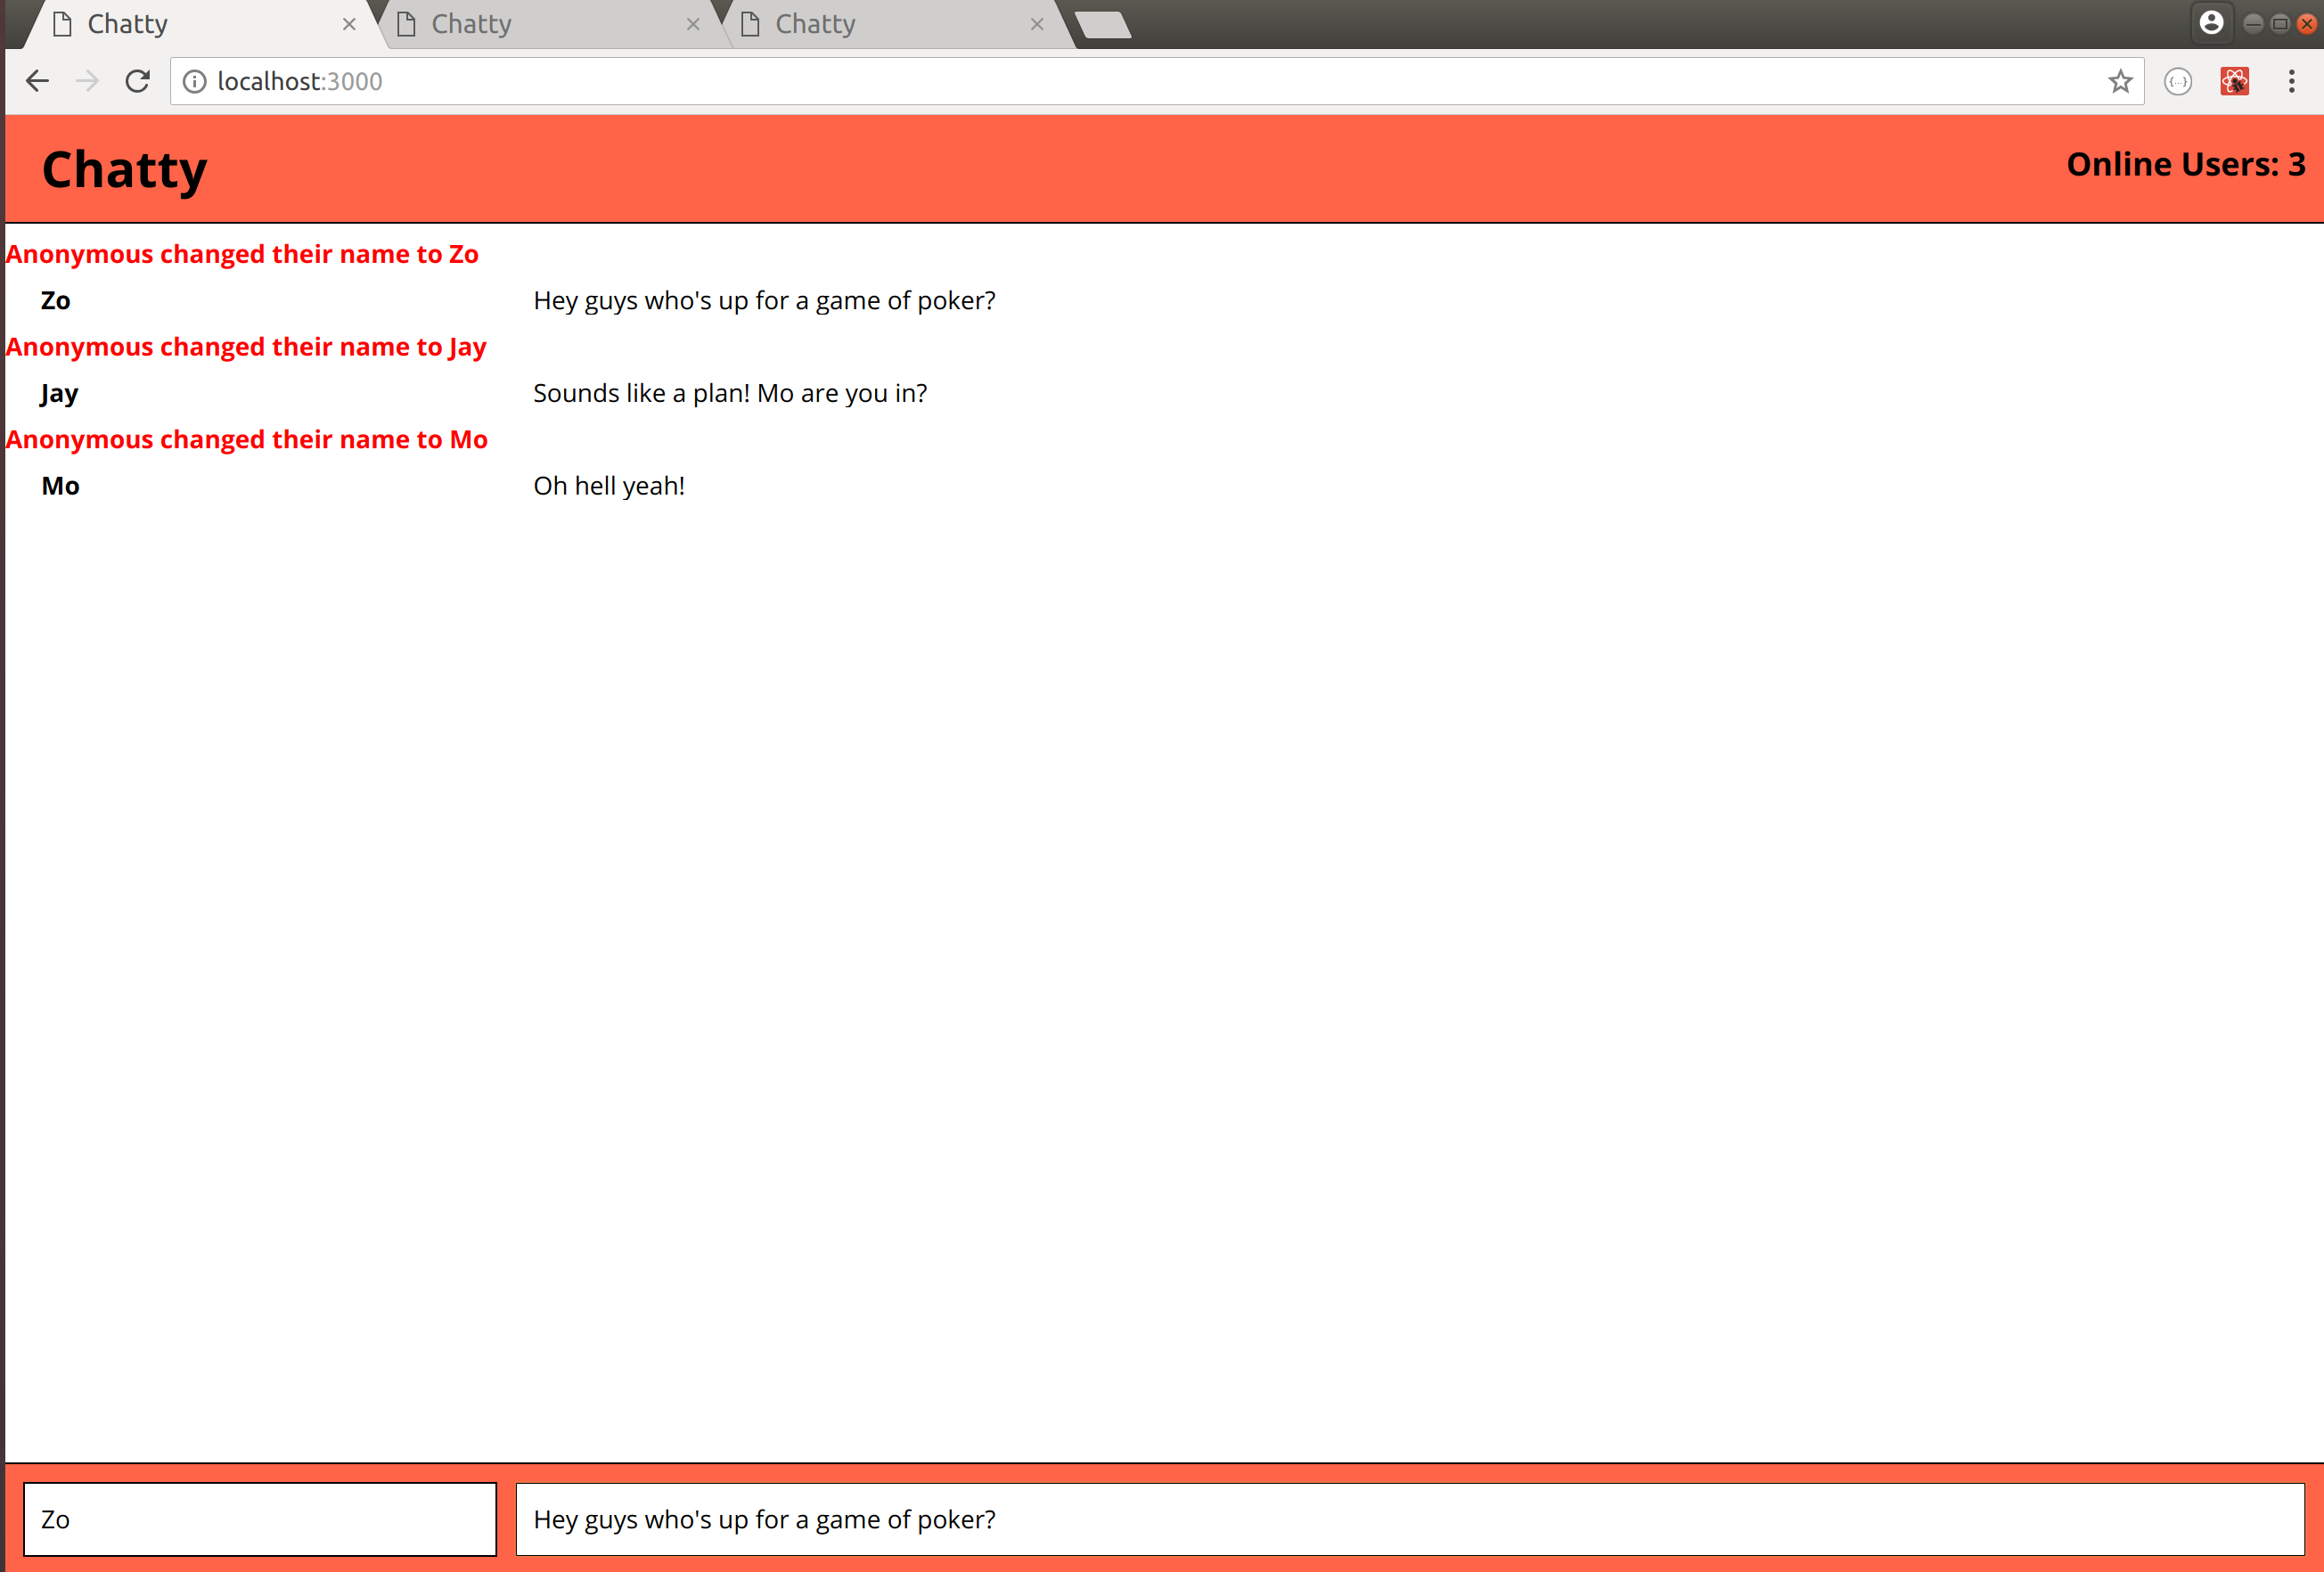 Chatty Chatty Chatty
localhost:3000
Chatty Online Users: 3
Anonymous changed their name to Zo
Zo Hey guys who's up for a game of poker?
Anonymous changed their name to Jay
Jay Sounds like a plan! Mo are you in?
Anonymous changed their name to Mo
Mo Oh hell yeah!
Zo Hey guys who's up for a game of poker?